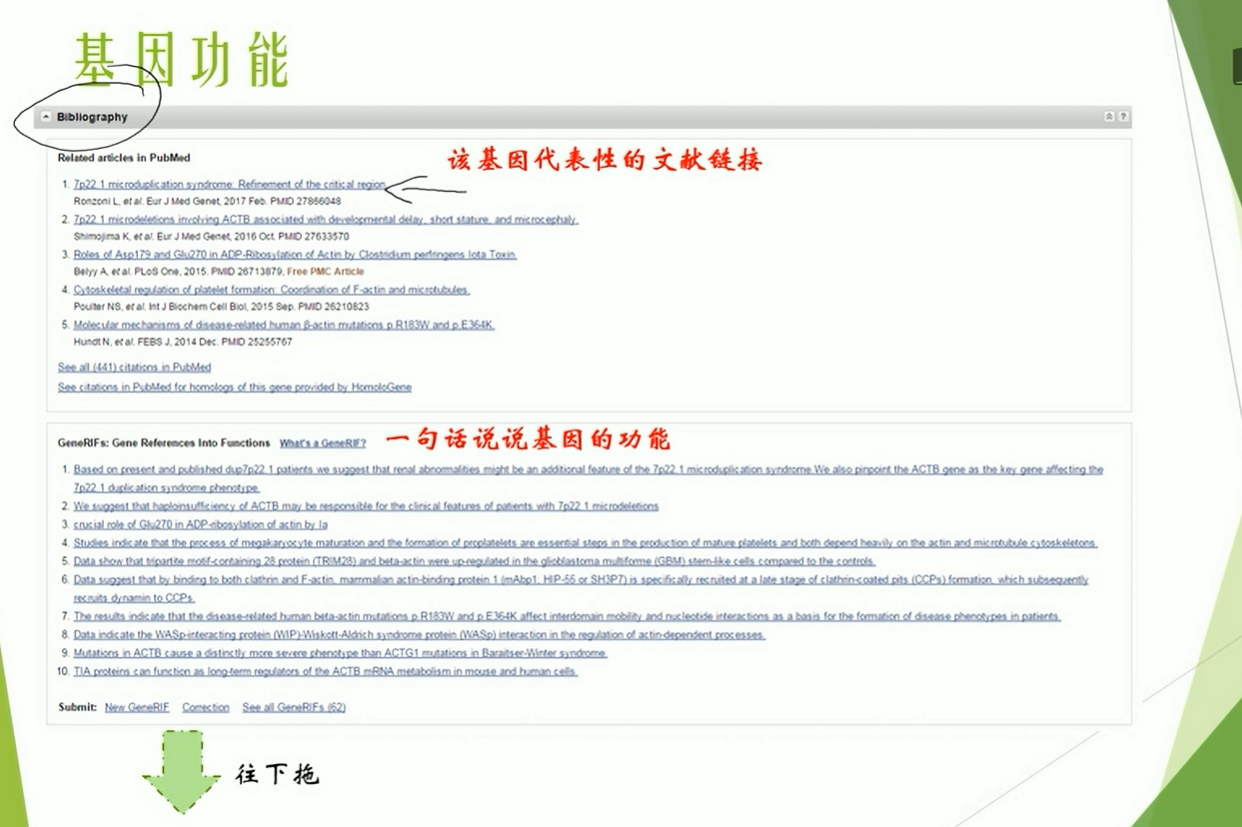 基因功能
Bibliography
Related articles in PubMed
该基因代表性的文献链接
1. 7p22.1 microduplication syndrome: Refinement of the critical region.
Ronzoni L, et al. Eur J Med Genet, 2017 Feb. PMID 27866048
2. 7p22.1 microdeletions involving ACTB associated with developmental delay, short stature, and microcephaly.
Shimojima K, et al. Eur J Med Genet, 2016 Oct. PMID 27633570
3. Roles of Asp179 and Glu270 in ADP-Ribosylation of Actin by Clostridium perfringens Iota Toxin.
Belyy A, et al. PLoS One, 2015. PMID 26713879, Free PMC Article
4. Cytoskeletal regulation of platelet formation: Coordination of F-actin and microtubules.
Poulter NS, et al. Int J Biochem Cell Biol, 2015 Sep. PMID 26210823
5. Molecular mechanisms of disease-related human β-actin mutations p.R183W and p.E364K.
Hundt N, et al. FEBS J, 2014 Dec. PMID 25255767
See all (441) citations in PubMed
See citations in PubMed for homologs of this gene provided by HomoloGene
GeneRIFs: Gene References Into Functions What's a GeneRIF?
一句话说说基因的功能
1. Based on present and published dup7p22.1 patients we suggest that renal abnormalities might be an additional feature of the 7p22.1 microduplication syndrome.We also pinpoint the ACTB gene as the key gene affecting the
7p22.1 duplication syndrome phenotype.
2. We suggest that haploinsufficiency of ACTB may be responsible for the clinical features of patients with 7p22.1 microdeletions
3. crucial role of Glu270 in ADP-ribosylation of actin by Ia
4. Studies indicate that the process of megakaryocyte maturation and the formation of proplatelets are essential steps in the production of mature platelets and both depend heavily on the actin and microtubule cytoskeletons.
5. Data show that tripartite motif-containing 28 protein (TRIM28) and beta-actin were up-regulated in the glioblastoma multiforme (GBM) stem-like cells compared to the controls.
6. Data suggest that by binding to both clathrin and F-actin, mammalian actin-binding protein 1 (mAbp1; HIP-55 or SH3P7) is specifically recruited at a late stage of clathrin-coated pits (CCPs) formation, which subsequently
recruits dynamin to CCPs.
7. The results indicate that the disease-related human beta-actin mutations p.R183W and p.E364K affect interdomain mobility and nucleotide interactions as a basis for the formation of disease phenotypes in patients.
8. Data indicate the WASp-interacting protein (WIP)-Wiskott-Aldrich syndrome protein (WASp) interaction in the regulation of actin-dependent processes.
9. Mutations in ACTB cause a distinctly more severe phenotype than ACTG1 mutations in Baraitser-Winter syndrome.
10. TIA proteins can function as long-term regulators of the ACTB mRNA metabolism in mouse and human cells.
Submit: New GeneRIF Correction See all GeneRIFs (62)
往下拖